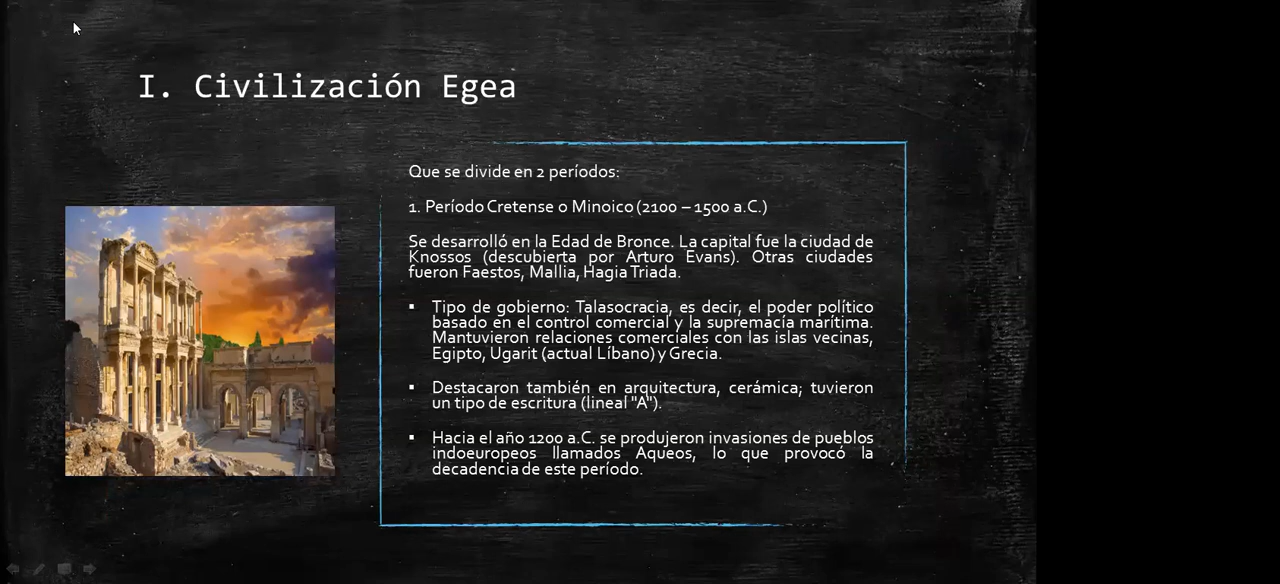 I. Civilización Egea
Que se divide en 2 períodos:
1. Período Cretense o Minoico (2100 – 1500 a.C.)
Se desarrolló en la Edad de Bronce. La capital fue la ciudad de
Knossos (descubierta por Arturo Evans). Otras ciudades
fueron Faestos, Mallia, Hagia Triada.
▪ Tipo de gobierno: Talasocracia, es decir, el poder político
basado en el control comercial y la supremacía marítima.
Mantuvieron relaciones comerciales con las islas vecinas,
Egipto, Ugarit (actual Líbano) y Grecia.
▪ Destacaron también en arquitectura, cerámica; tuvieron
un tipo de escritura (lineal "A").
▪ Hacia el año 1200 a.C. se produjeron invasiones de pueblos
indoeuropeos llamados Aqueos, lo que provocó la
decadencia de este período.